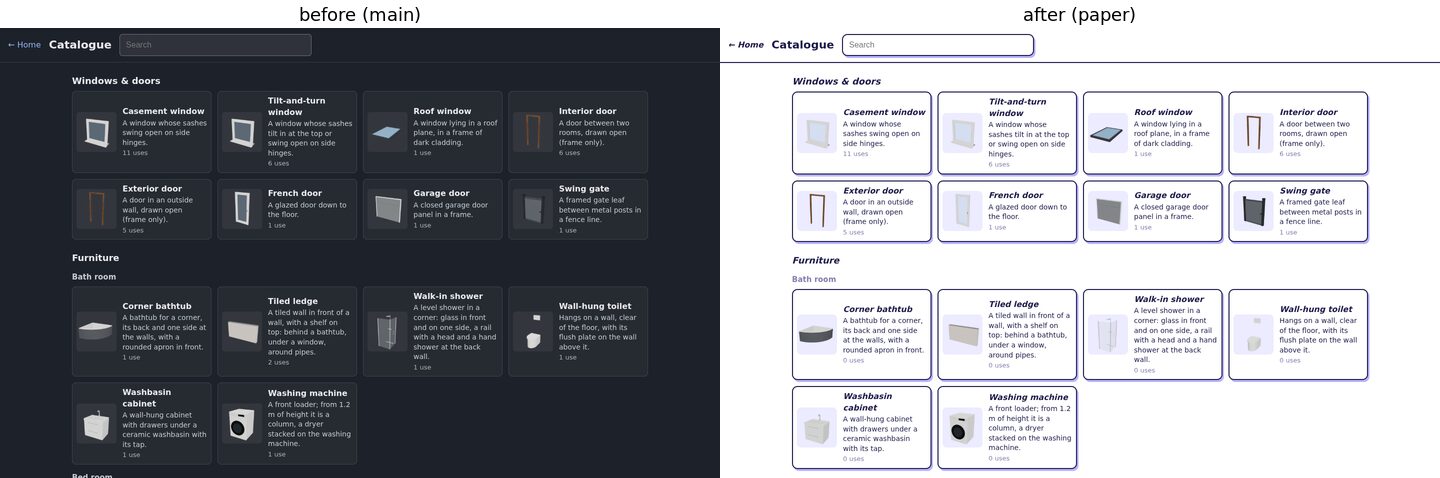 before (main)
← Home Catalogue Search
Windows & doors
Casement window
A window whose sashes
swing open on side
hinges.
11 uses
Tilt-and-turn
window
A window whose sashes
tilt in at the top or
swing open on side
hinges.
6 uses
Roof window
A window lying in a roof
plane, in a frame of
dark cladding.
1 use
Interior door
A door between two
rooms, drawn open
(frame only).
6 uses
Exterior door
A door in an outside
wall, drawn open
(frame only).
5 uses
French door
A glazed door down to
the floor.
1 use
Garage door
A closed garage door
panel in a frame.
1 use
Swing gate
A framed gate leaf
between metal posts in
a fence line.
1 use
Furniture
Bath room
Corner bathtub
A bathtub for a corner,
its back and one side at
the walls, with a
rounded apron in front.
1 use
Tiled ledge
A tiled wall in front of a
wall, with a shelf on
top: behind a bathtub,
under a window,
around pipes.
2 uses
Walk-in shower
A level shower in a
corner: glass in front
and on one side, a rail
with a head and a hand
shower at the back
wall.
1 use
Wall-hung toilet
Hangs on a wall, clear
of the floor, with its
flush plate on the wall
above it.
1 use
Washbasin
cabinet
A wall-hung cabinet
with drawers under a
ceramic washbasin with
its tap.
1 use
Washing machine
A front loader; from 1.2
m of height it is a
column, a dryer
stacked on the washing
machine.
1 use
Bed room
after (paper)
← Home Catalogue Search
Windows & doors
Casement window
A window whose
sashes swing open on
side hinges.
11 uses
Tilt-and-turn
window
A window whose
sashes tilt in at the top
or swing open on side
hinges.
6 uses
Roof window
A window lying in a
roof plane, in a frame
of dark cladding.
1 use
Interior door
A door between two
rooms, drawn open
(frame only).
6 uses
Exterior door
A door in an outside
wall, drawn open
(frame only).
5 uses
French door
A glazed door down to
the floor.
1 use
Garage door
A closed garage door
panel in a frame.
1 use
Swing gate
A framed gate leaf
between metal posts in
a fence line.
1 use
Furniture
Bath room
Corner bathtub
A bathtub for a corner,
its back and one side
at the walls, with a
rounded apron in front.
0 uses
Tiled ledge
A tiled wall in front of a
wall, with a shelf on
top: behind a bathtub,
under a window,
around pipes.
0 uses
Walk-in shower
A level shower in a
corner: glass in front
and on one side, a rail
with a head and a hand
shower at the back
wall.
0 uses
Wall-hung toilet
Hangs on a wall, clear
of the floor, with its
flush plate on the wall
above it.
0 uses
Washbasin
cabinet
A wall-hung cabinet
with drawers under a
ceramic washbasin
with its tap.
0 uses
Washing machine
A front loader; from 1.2
m of height it is a
column, a dryer
stacked on the washing
machine.
0 uses